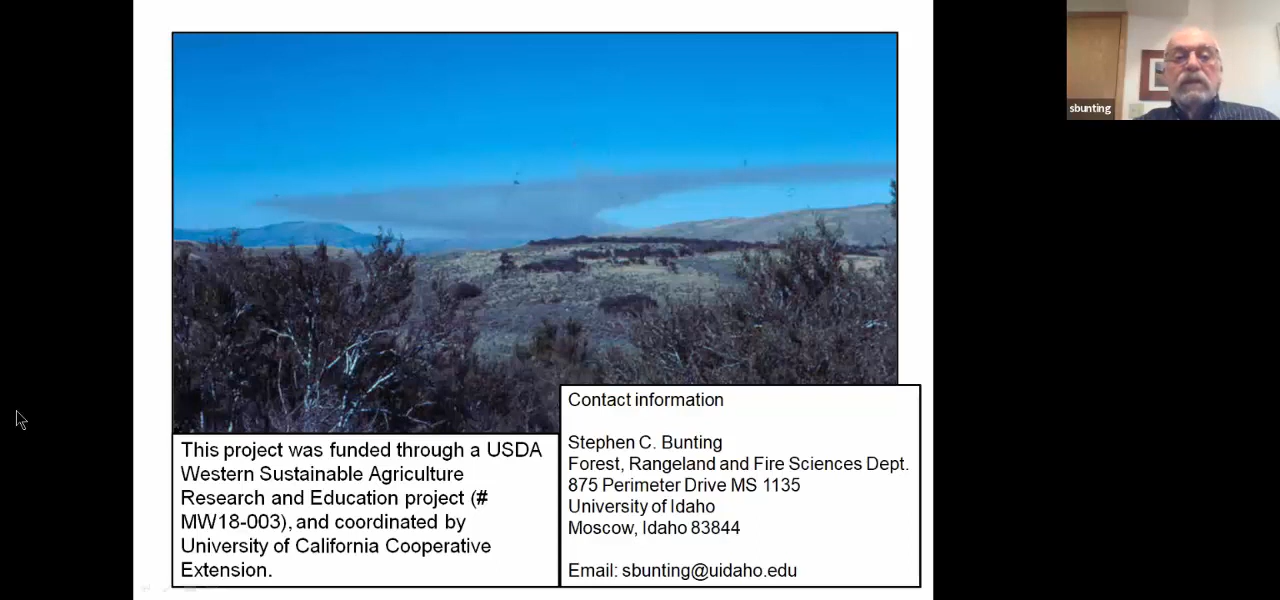 sbunting
Contact information
Stephen C. Bunting
Forest, Rangeland and Fire Sciences Dept.
875 Perimeter Drive MS 1135
University of Idaho
Moscow, Idaho 83844
Email: sbunting@uidaho.edu
This project was funded through a USDA
Western Sustainable Agriculture
Research and Education project (#
MW18-003), and coordinated by
University of California Cooperative
Extension.